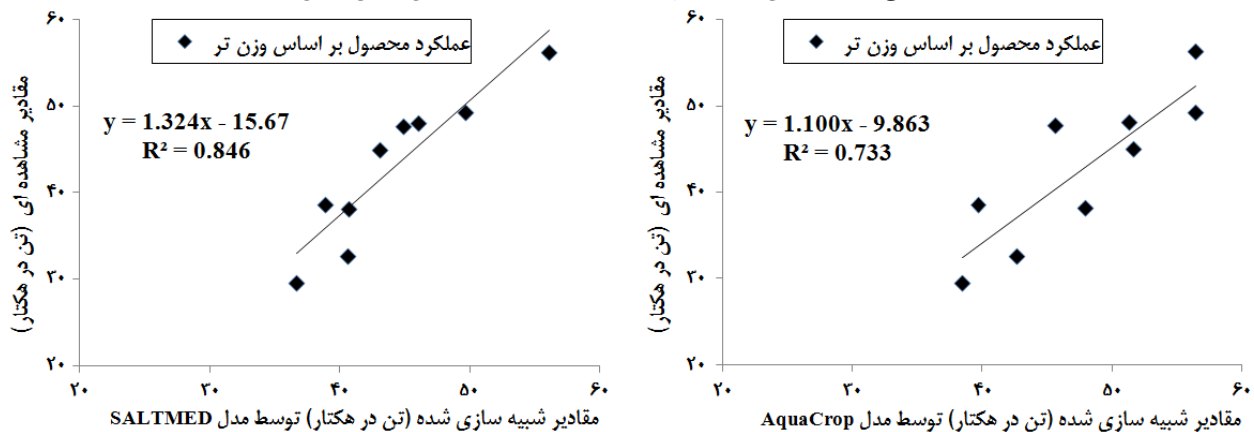 عملکرد محصول بر اساس وزن تر
y = 1.324x - 15.67
R² = 0.846
مقادیر مشاهده ای (تن در هکتار)
۶۰
۵۰
۴۰
۳۰
۲۰
۲۰ ۳۰ ۴۰ ۵۰ ۶۰
مقادیر شبیه سازی شده (تن در هکتار) توسط مدل SALTMED
عملکرد محصول بر اساس وزن تر
y = 1.100x - 9.863
R² = 0.733
مقادیر مشاهده ای (تن در هکتار)
۶۰
۵۰
۴۰
۳۰
۲۰
۲۰ ۳۰ ۴۰ ۵۰ ۶۰
مقادیر شبیه سازی شده (تن در هکتار) توسط مدل AquaCrop